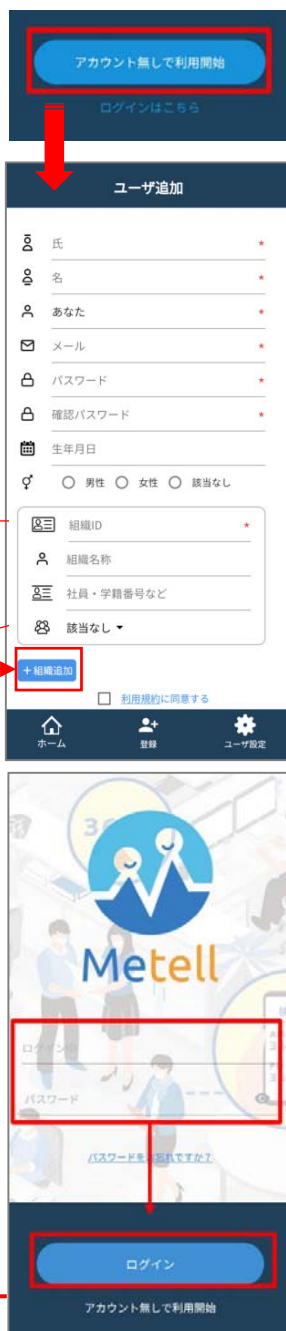 アカウント無しで利用開始
ログインはこちら
ユーザ追加
氏 *
名 *
あなた *
メール *
パスワード *
確認パスワード *
生年月日
男性 女性 該当なし
組織ID *
組織名称
社員・学籍番号など
該当なし
+組織追加
利用規約に同意する
ホーム 登録 ユーザ設定
Metell
ログインID
パスワード
パスワードをお忘れですか?
ログイン
アカウント無しで利用開始